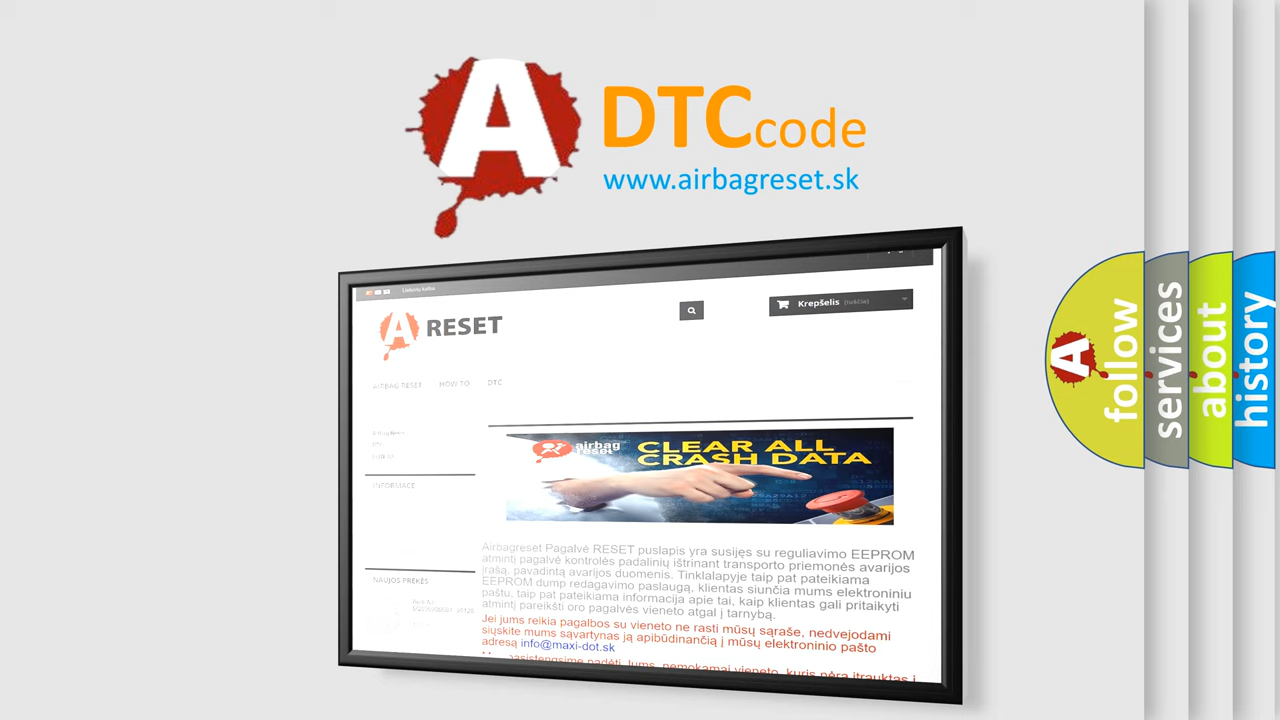 A
DTCcode
www.airbagreset.sk
Lietuvių kalba
A RESET
Krepšelis (tuščia)
AIRBAG RESET HOW TO DTC
INFORMACE
airbag
reset
CLEAR ALL
CRASH DATA
Airbagreset Pagalvė RESET puslapis yra susijęs su reguliavimo EEPROM
atmintį pagalvė kontrolės padalinių ištrinant transporto priemonės avarijos
įrašą, pavadintą avarijos duomenis. Tinklalapyje taip pat pateikiama
EEPROM dump redagavimo paslaugą, klientas siunčia mums elektroniniu
paštu, taip pat pateikiama informacija apie tai, kaip klientas gali pritaikyti
atmintį pareikšti oro pagalvės vieneto atgal į tarnybą.
Jei jums reikia pagalbos su vieneto ne rasti mūsų sąraše, nedvejodami
siųskite mums sąvartynas ją apibūdinančią į mūsų elektroninio pašto
adresą info@maxi-dot.sk
NAUJOS PREKĖS
A follow
services
about
history